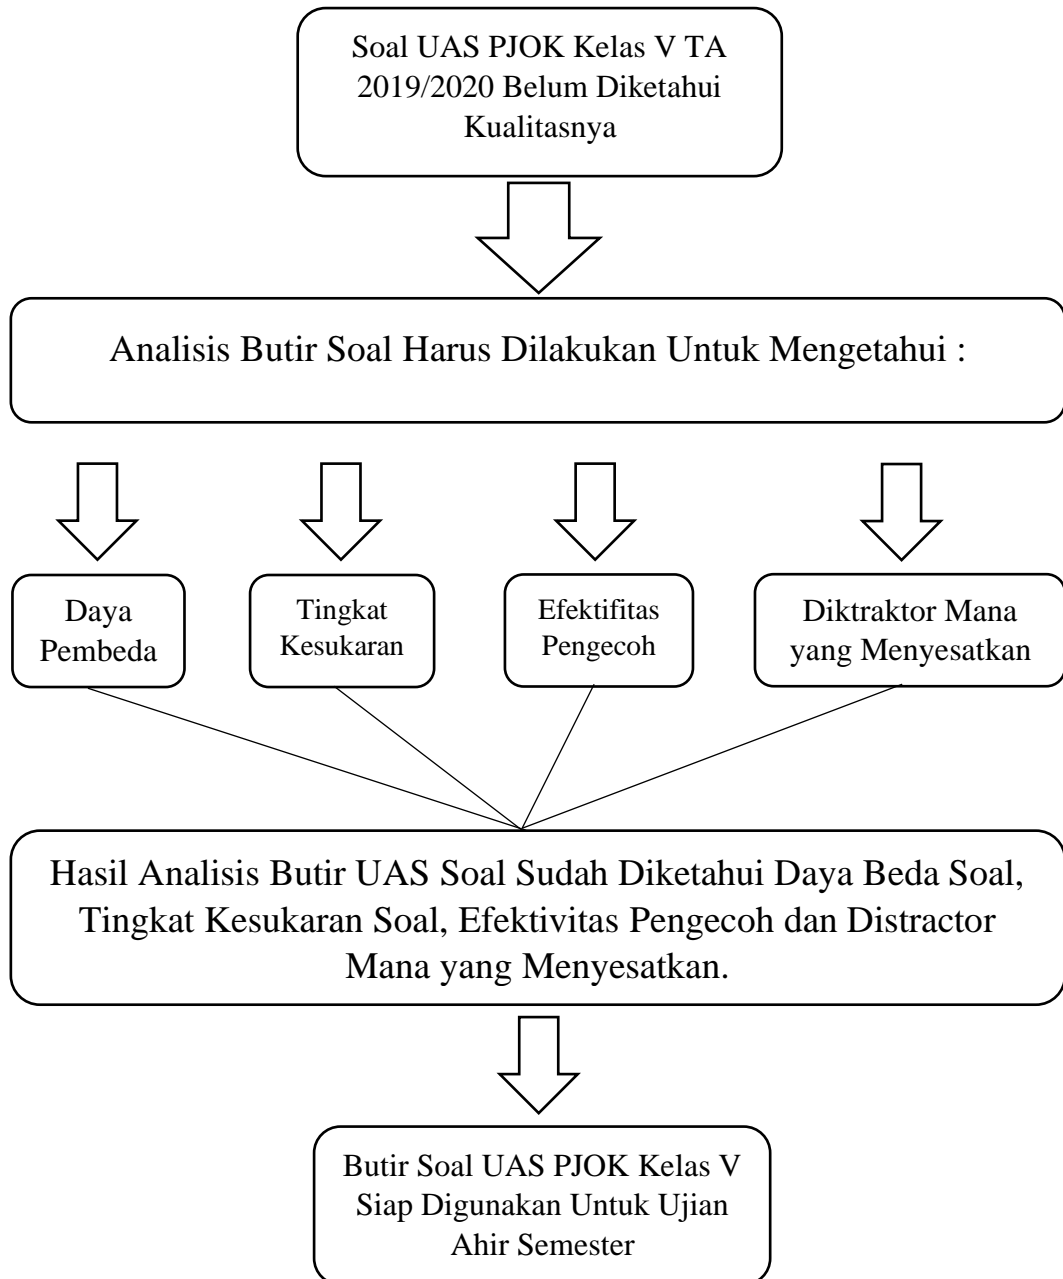 Soal UAS PJOK Kelas V TA
2019/2020 Belum Diketahui
Kualitasnya
Analisis Butir Soal Harus Dilakukan Untuk Mengetahui :
Daya
Pembeda
Tingkat
Kesukaran
Efektifitas
Pengecoh
Diktraktor Mana
yang Menyesatkan
Hasil Analisis Butir UAS Soal Sudah Diketahui Daya Beda Soal,
Tingkat Kesukaran Soal, Efektivitas Pengecoh dan Distractor
Mana yang Menyesatkan.
Butir Soal UAS PJOK Kelas V
Siap Digunakan Untuk Ujian
Ahir Semester